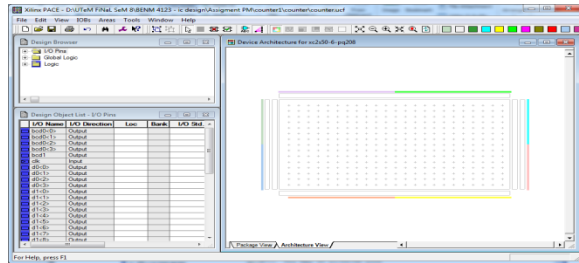 Xilinx PACE - D:\UTeM FiNaL SeM 8\BENM 4123 - ic design\Assigment PM\counter1\counter\counter.ucf
File Edit View IOBs Areas Tools Window Help
Design Browser
I/O Pins
Global Logic
Logic
Design Object List - I/O Pins
I/O Name I/O Direction Loc Bank I/O Std.
bcd0<0> Output
bcd0<1> Output
bcd0<2> Output
bcd0<3> Output
bcd1 Output
clk Input
d0<0> Output
d0<1> Output
d0<2> Output
d0<3> Output
d1<0> Output
d1<1> Output
d1<2> Output
d1<3> Output
d1<4> Output
d1<5> Output
d1<6> Output
d1<7> Output
d1<8> Output
Device Architecture for xc2s50-6-pq208
Package View Architecture View
For Help, press F1